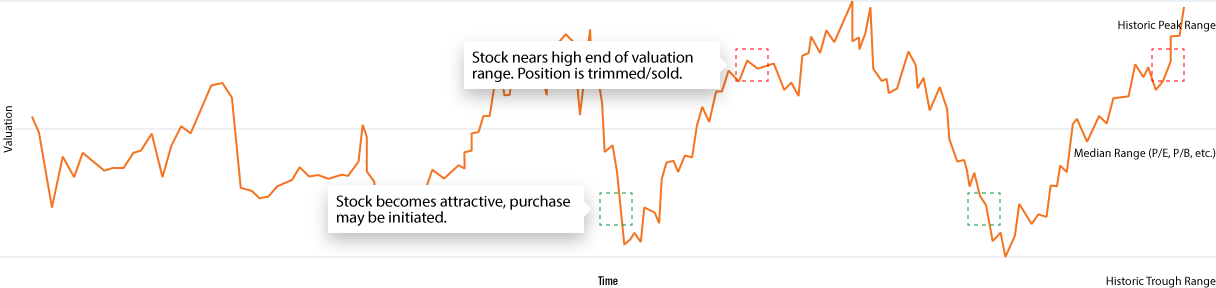 Historic Peak Range
Stock nears high end of valuation
range. Position is trimmed/sold.
Valuation
Median Range (P/E, P/B, etc.)
Stock becomes attractive, purchase
may be initiated.
Time
Historic Trough Range